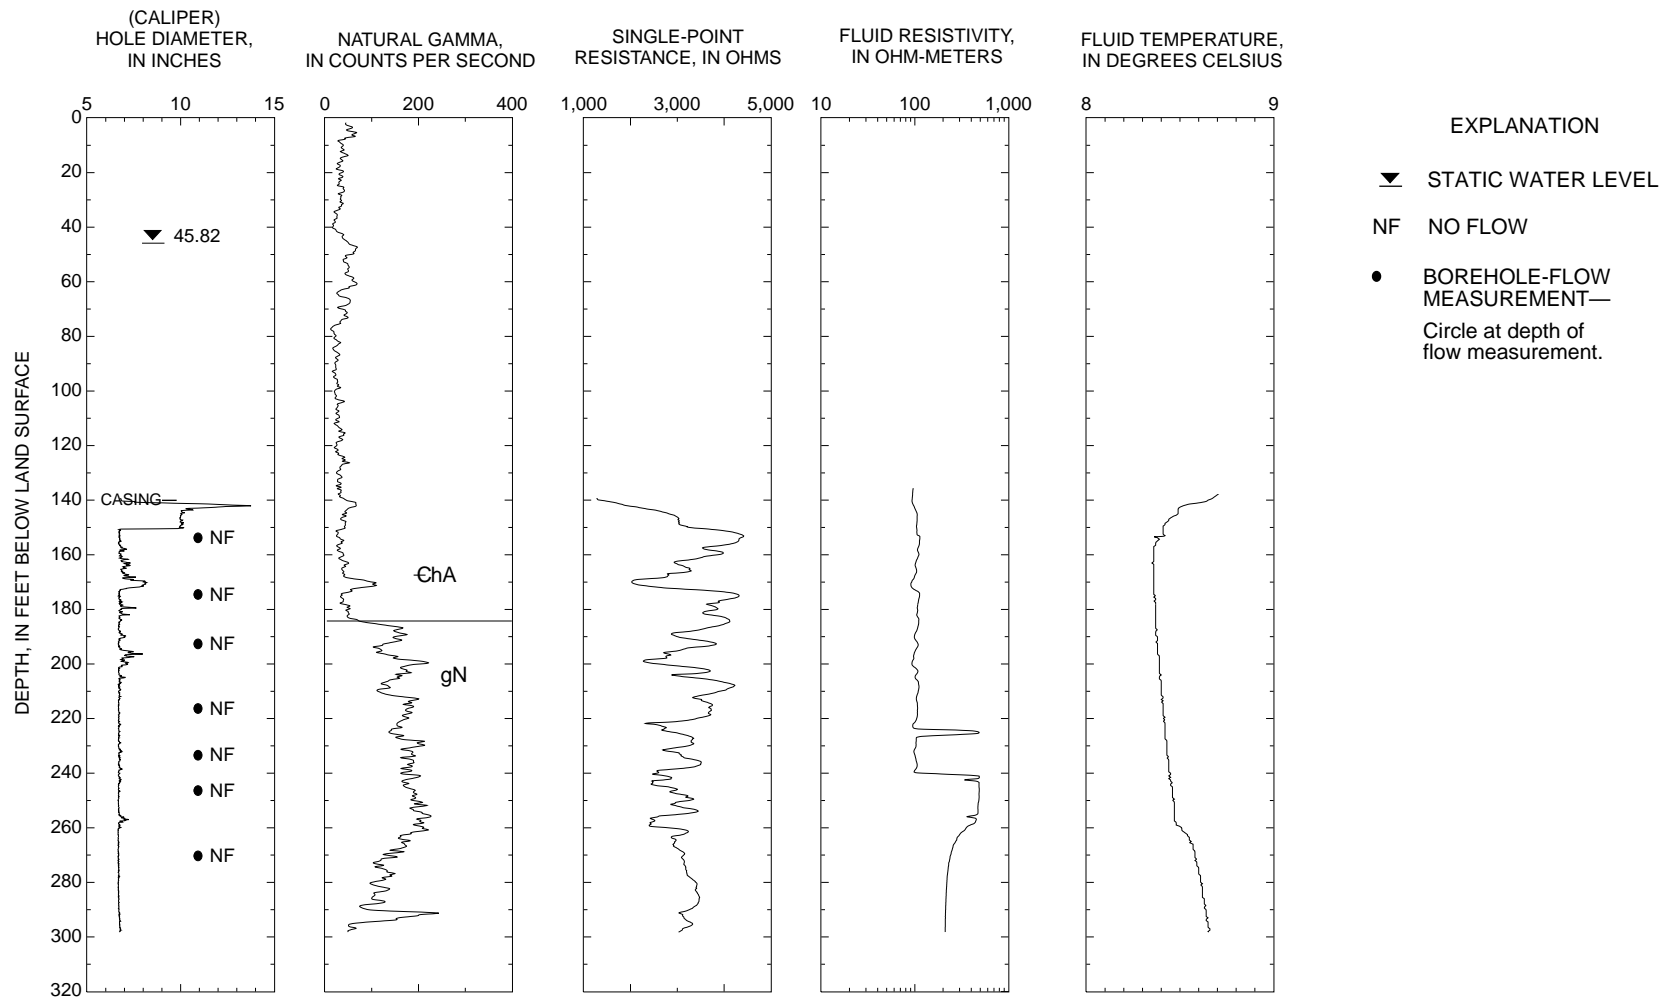 (CALIPER)
HOLE DIAMETER,
IN INCHES
NATURAL GAMMA,
IN COUNTS PER SECOND
SINGLE-POINT
RESISTANCE, IN OHMS
FLUID RESISTIVITY,
IN OHM-METERS
FLUID TEMPERATURE,
IN DEGREES CELSIUS
5 10 15
0 200 400
1,000 3,000 5,000
10 100 1,000
8 9
DEPTH, IN FEET BELOW LAND SURFACE
0
20
40
60
80
100
120
140
160
180
200
220
240
260
280
300
320
45.82
CASING
NF
NF
NF
NF
NF
NF
NF
ChA
gN
EXPLANATION
STATIC WATER LEVEL
NF NO FLOW
BOREHOLE-FLOW
MEASUREMENT—
Circle at depth of
flow measurement.